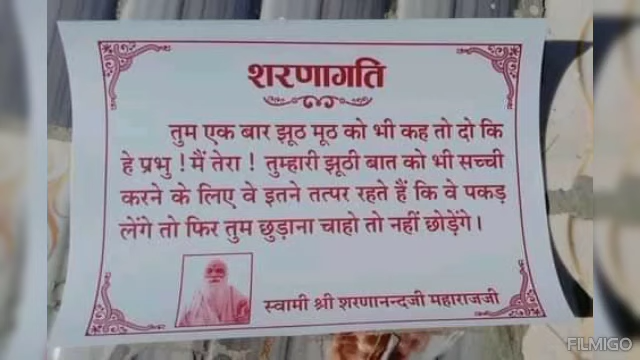 शरणागति
तुम एक बार झूठ मूठ को भी कह तो दो कि
हे प्रभु ! मैं तेरा ! तुम्हारी झूठी बात को भी सच्ची
करने के लिए वे इतने तत्पर रहते हैं कि वे पकड़
लेंगे तो फिर तुम छुड़ाना चाहो तो नहीं छोड़ेंगे।
स्वामी श्री शरणानन्दजी महाराजजी
FILMIGO